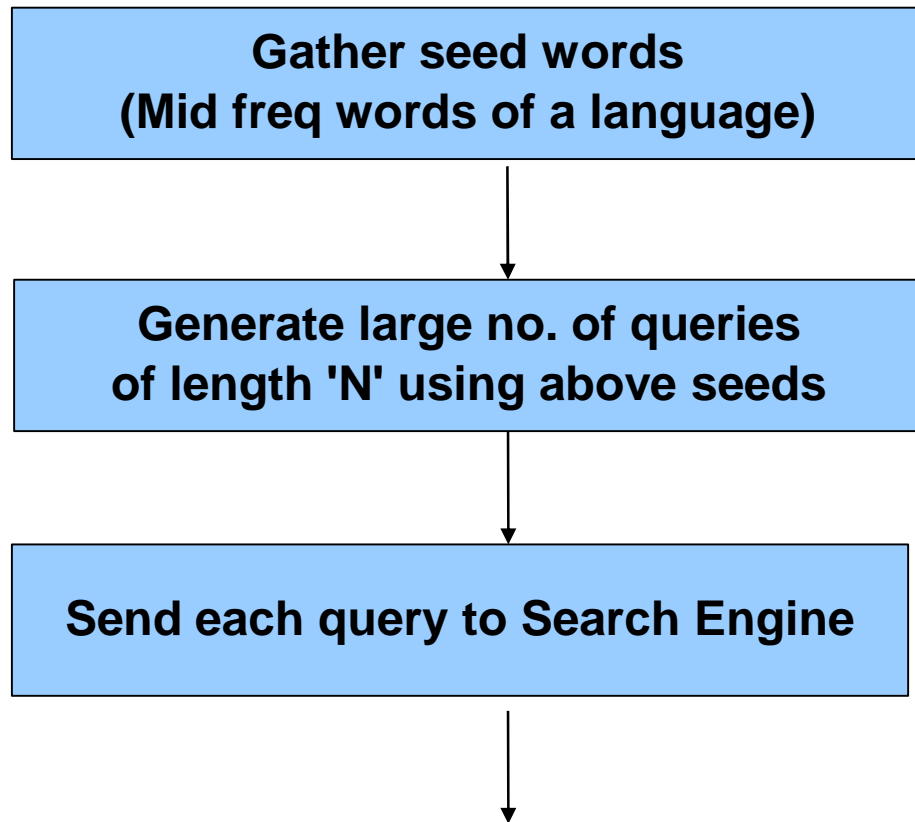 Gather seed words
(Mid freq words of a language)
Generate large no. of queries
of length 'N' using above seeds
Send each query to Search Engine